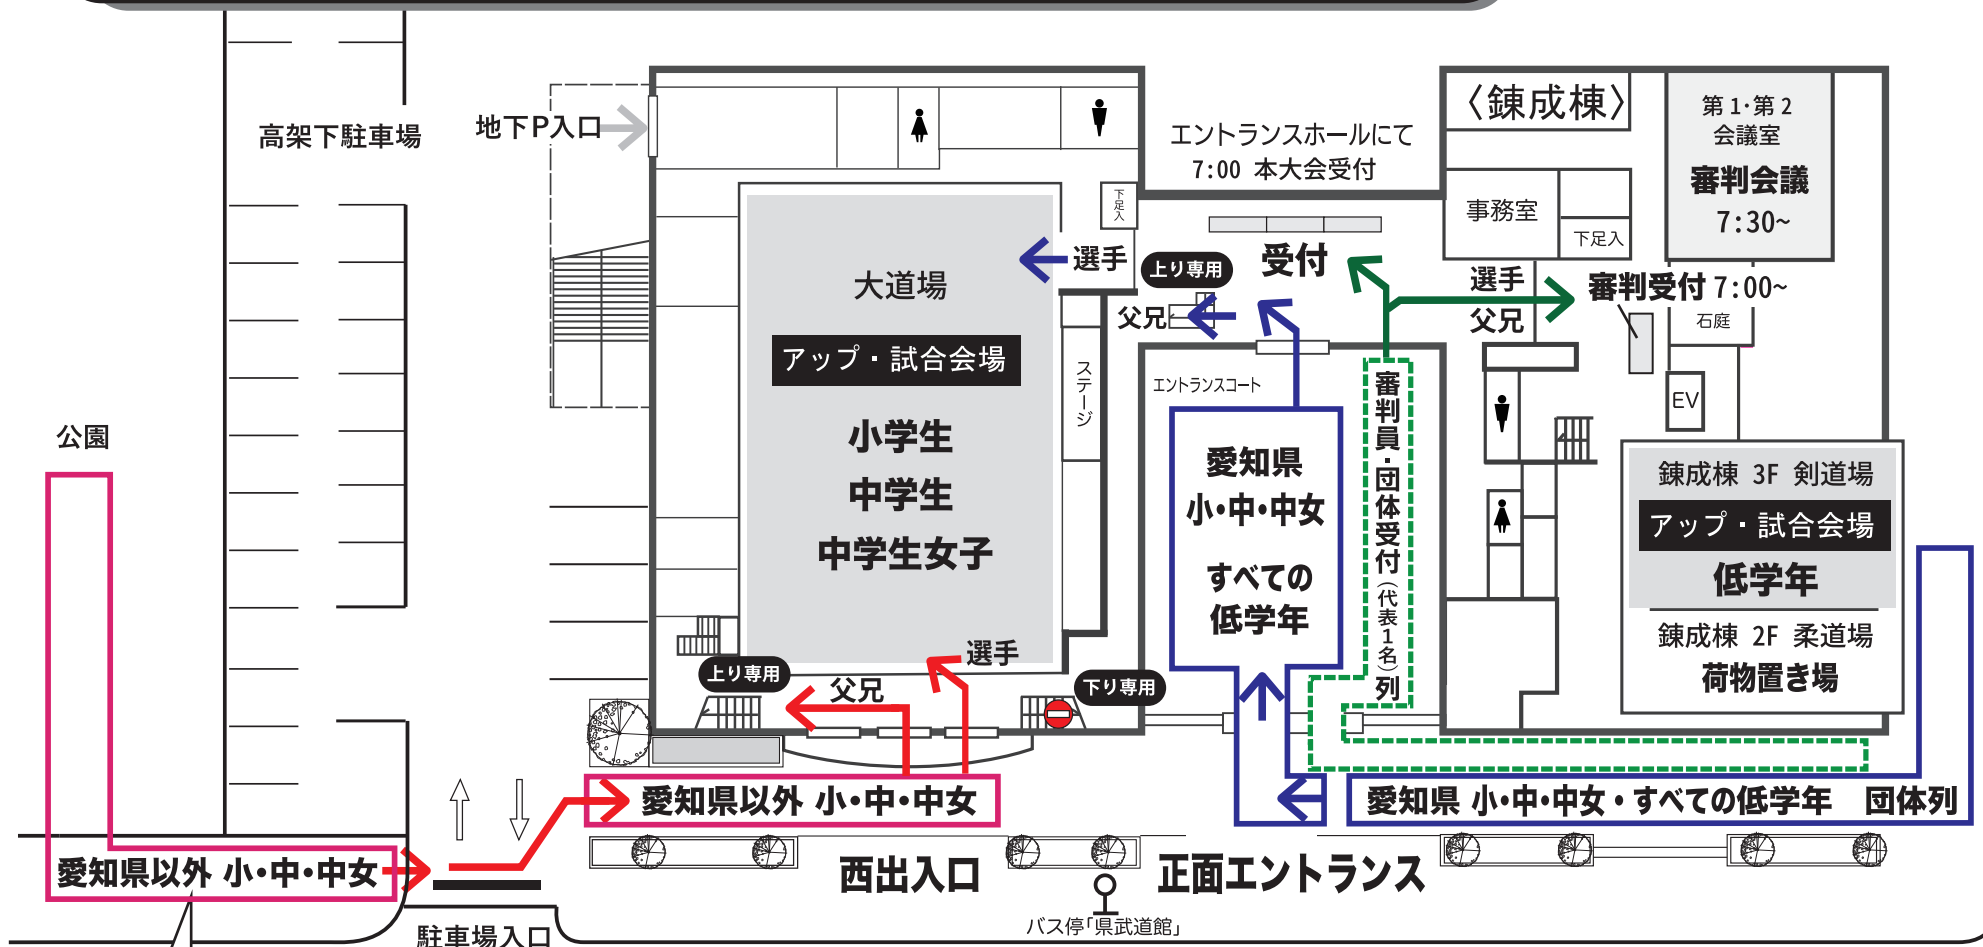 高架下駐車場
地下P入口
エントランスホールにて
7:00 本大会受付
〈錬成棟〉
第1・第2
会議室
審判会議
7:30~
事務室
下足入
下足入
選手
上り専用
受付
父兄
選手
父兄
審判受付 7:00~
石庭
EV
大道場
アップ・試合会場
小学生
中学生
中学生女子
ステージ
エントランスコート
愛知県
小・中・中女
すべての
低学年
審判員・団体受付(代表1名)列
錬成棟 3F 剣道場
アップ・試合会場
低学年
錬成棟 2F 柔道場
荷物置き場
公園
選手
上り専用
父兄
下り専用
愛知県以外 小・中・中女
愛知県 小・中・中女・すべての低学年 団体列
愛知県以外 小・中・中女
西出入口
正面エントランス
バス停「県武道館」
駐車場入口